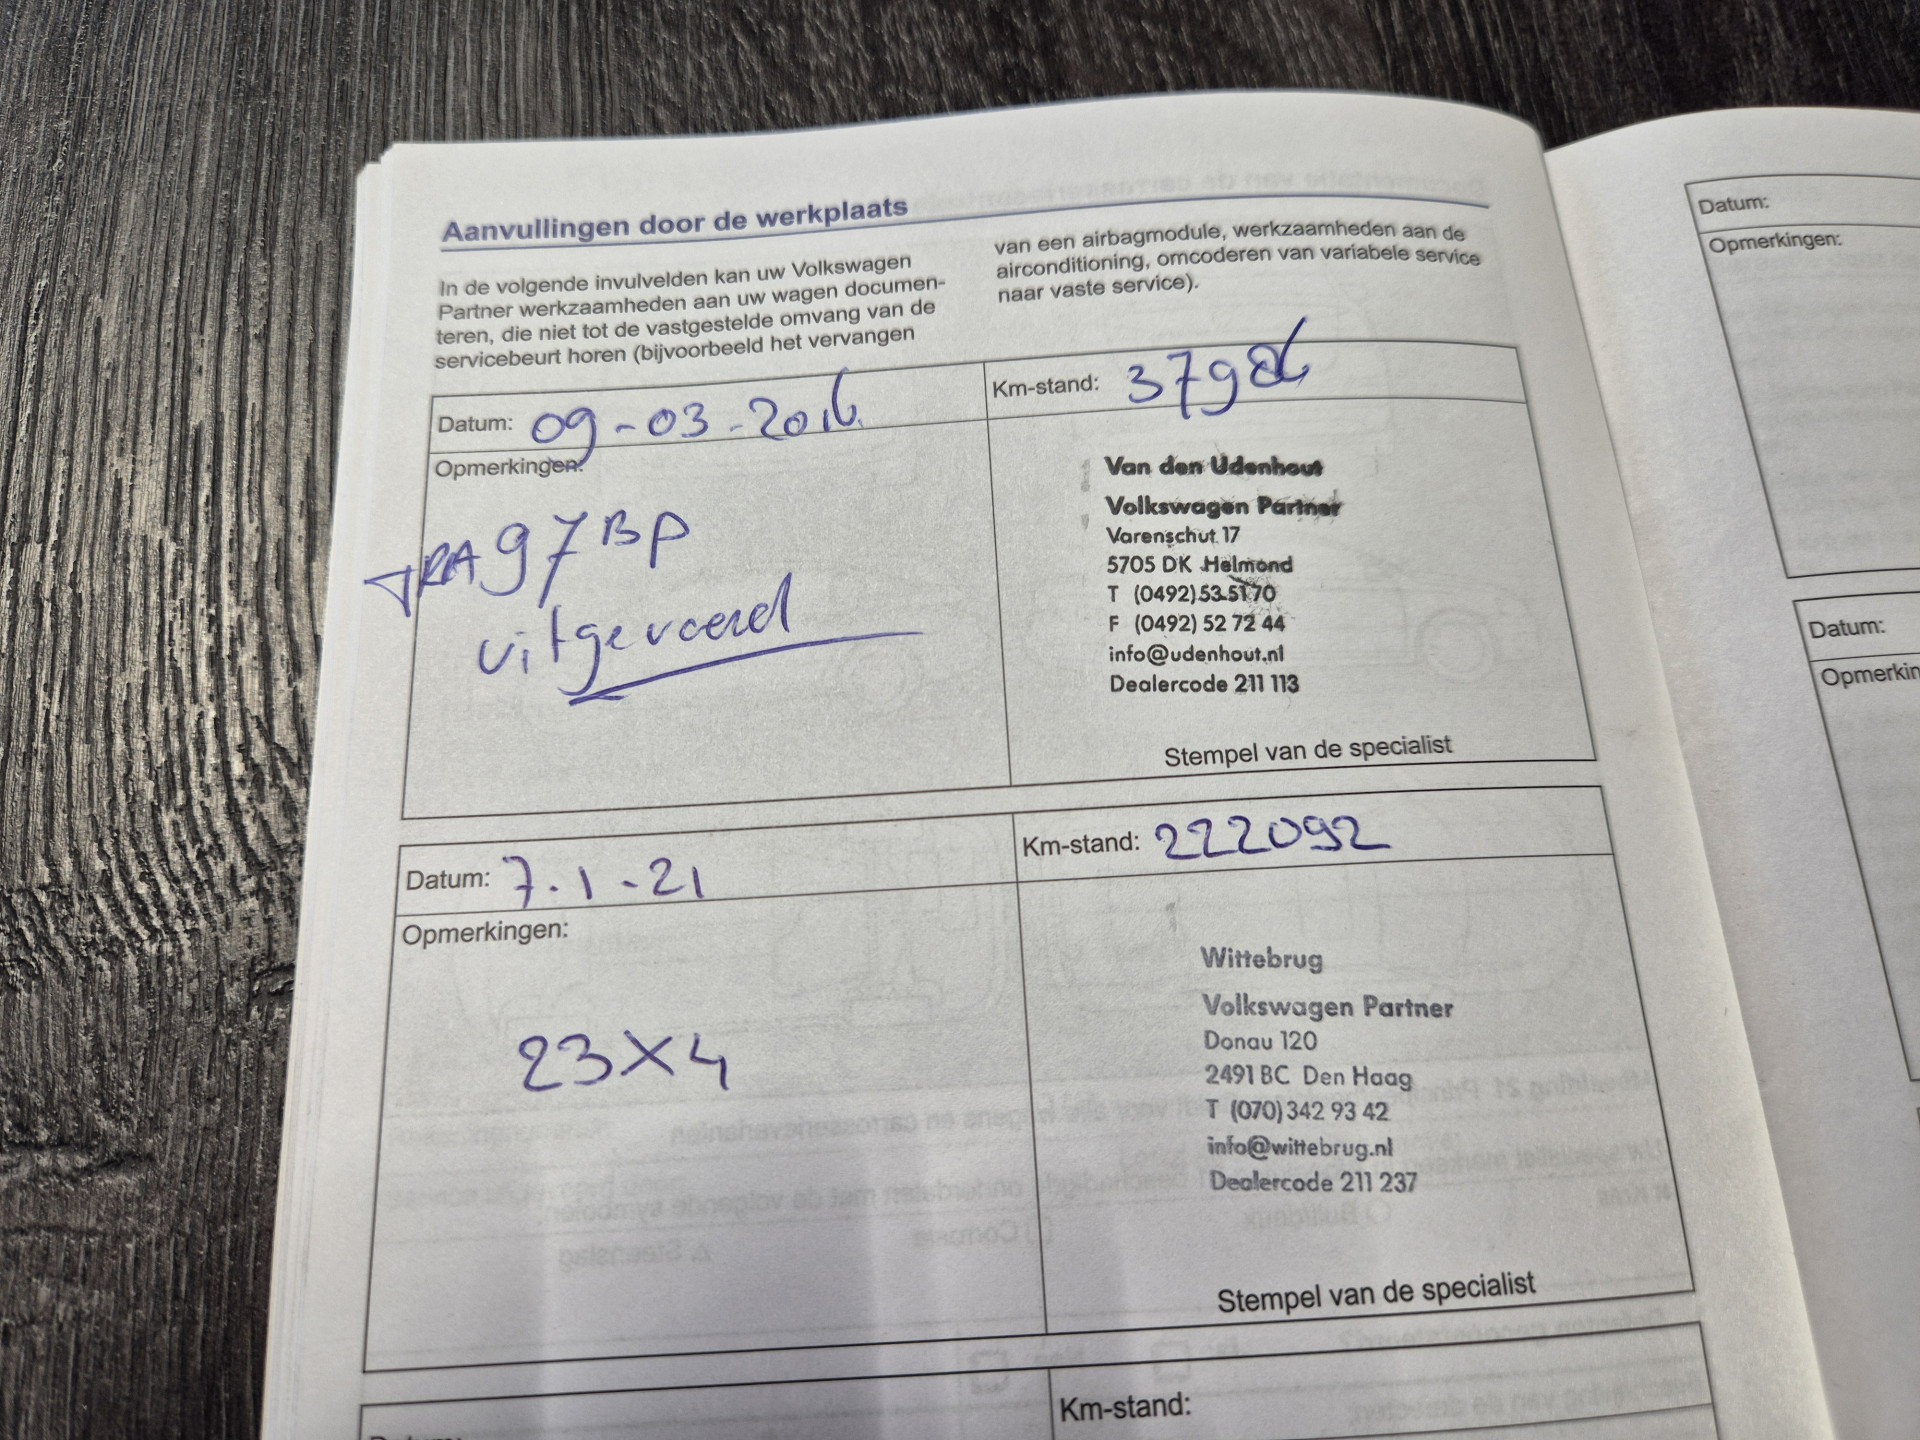 Aanvullingen door de werkplaats
In de volgende invulvelden kan uw Volkswagen
Partner werkzaamheden aan uw wagen documen-
teren, die niet tot de vastgestelde omvang van de
servicebeurt horen (bijvoorbeeld het vervangen
van een airbagmodule, werkzaamheden aan de
airconditioning, omcoderen van variabele service
naar vaste service).
Datum: 09-03-2016
Km-stand: 37986
Opmerkingen:
97BP
uitgevoerd
Van den Udenhout
Volkswagen Partner
Varenschut 17
5705 DK Helmond
T (0492) 53 51 70
F (0492) 52 72 44
info@udenhout.nl
Dealercode 211 113
Stempel van de specialist
Datum: 7-1-21
Km-stand: 222092
Opmerkingen:
23X4
Wittebrug
Volkswagen Partner
Donau 120
2491 BC Den Haag
T (070) 342 93 42
info@wittebrug.nl
Dealercode 211 237
Stempel van de specialist
Km-stand:
Datum:
Opmerkingen:
Datum: